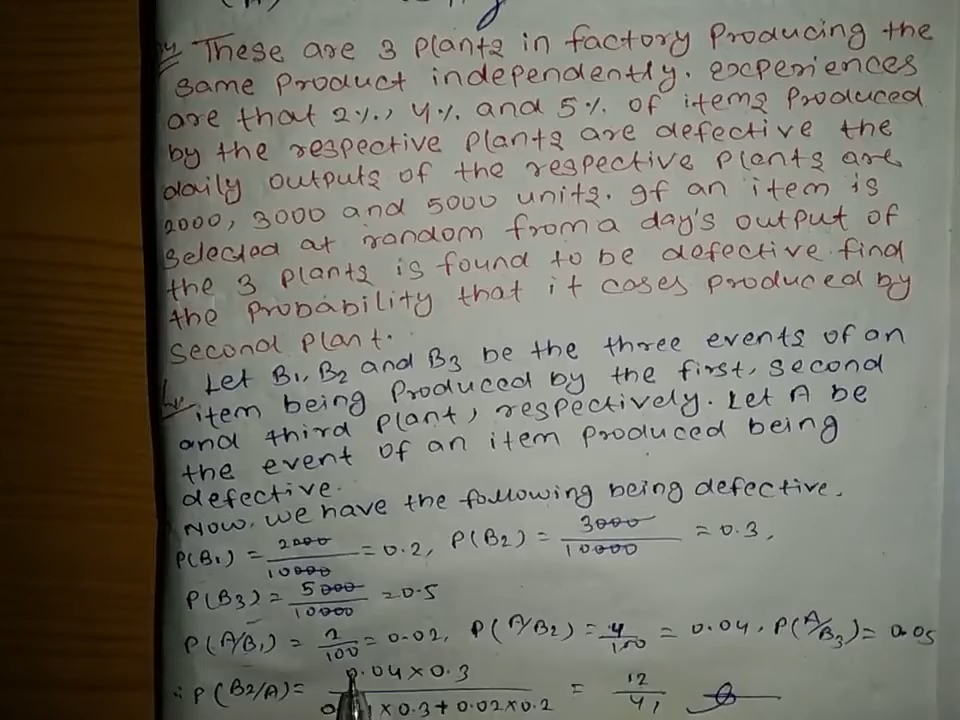 These are 3 plants in factory producing the
same product independently. experiences
are that 2%, 4% and 5% of items produced
by the respective plants are defective the
daily outputs of the respective plants are
2000, 3000 and 5000 units. If an item is
selected at random from a day's output of
the 3 plants is found to be defective. find
the probability that it coses produced by
second plant.
Let B1, B2 and B3 be the three events of an
item being produced by the first, second
and third plant, respectively. Let A be
the event of an item produced being
defective.
Now, we have the following being defective.
P(B1) = 2000/10000 = 0.2, P(B2) = 3000/10000 = 0.3,
P(B3) = 5000/10000 = 0.5
P(A/B1) = 2/100 = 0.02, P(A/B2) = 4/100 = 0.04, P(A/B3) = 0.05
∴ P(B2/A) = 0.04 × 0.3 / × 0.3 + 0.02 × 0.2 = 12/41